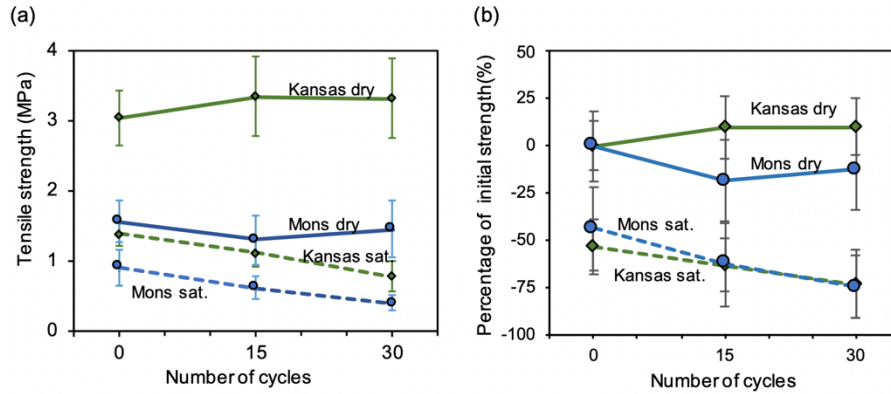 (a)
Tensile strength (MPa)
4
3
2
1
0
Kansas dry
Mons dry
Kansas sat.
Mons sat.
0 15 30
Number of cycles
(b)
Percentage of initial strength(%)
50
25
0
-25
-50
-75
-100
Kansas dry
Mons dry
Mons sat.
Kansas sat.
0 15 30
Number of cycles